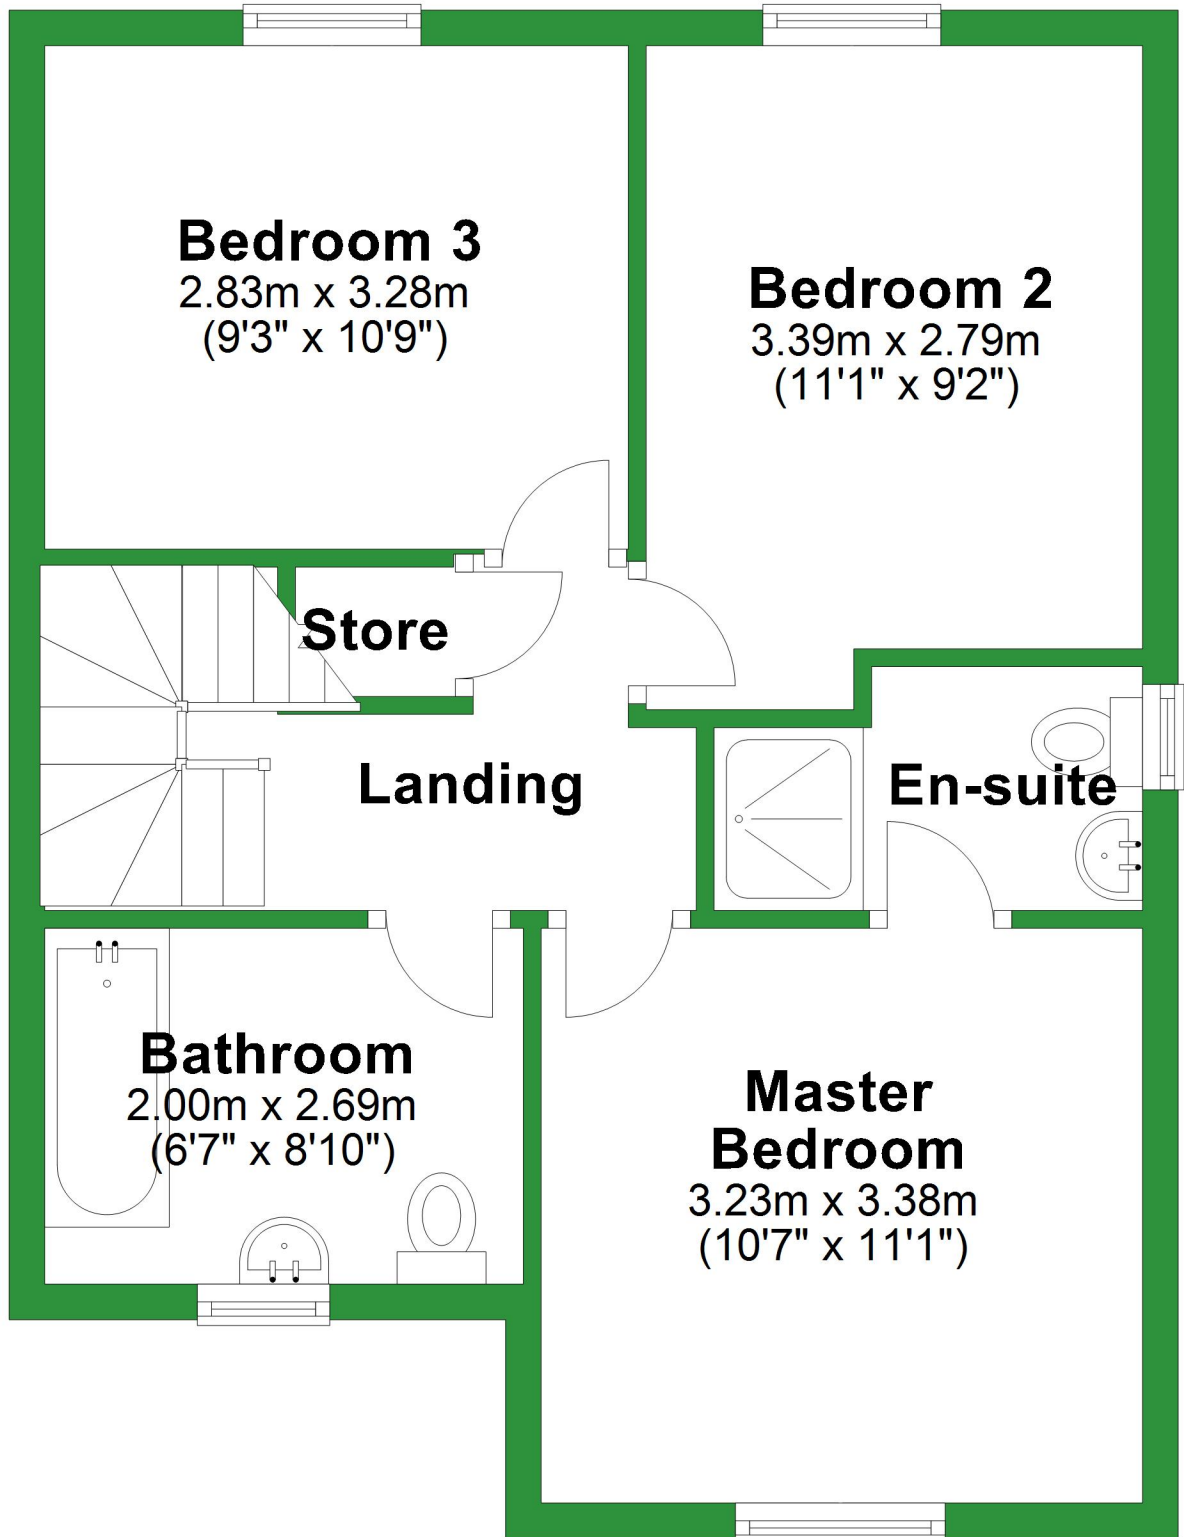 Bedroom 3
2.83m x 3.28m
(9'3" x 10'9")
Bedroom 2
3.39m x 2.79m
(11'1" x 9'2")
Store
Landing
En-suite
Bathroom
2.00m x 2.69m
(6'7" x 8'10")
Master
Bedroom
3.23m x 3.38m
(10'7" x 11'1")